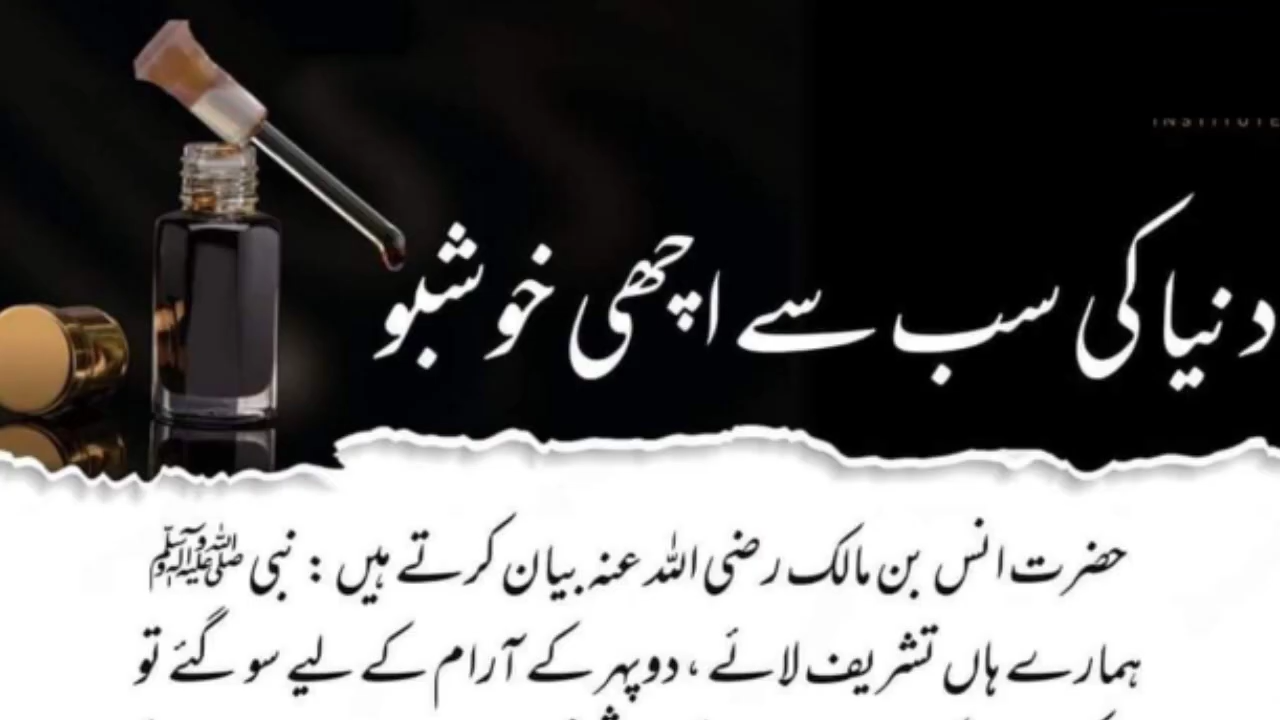 INSTITUTE
دنیا کی سب سے اچھی خوشبو
حضرت انس بن مالک رضی اللہ عنہ بیان کرتے ہیں : نبی ﷺ
ہمارے ہاں تشریف لائے ، دوپہر کے آرام کے لیے سو گئے تو